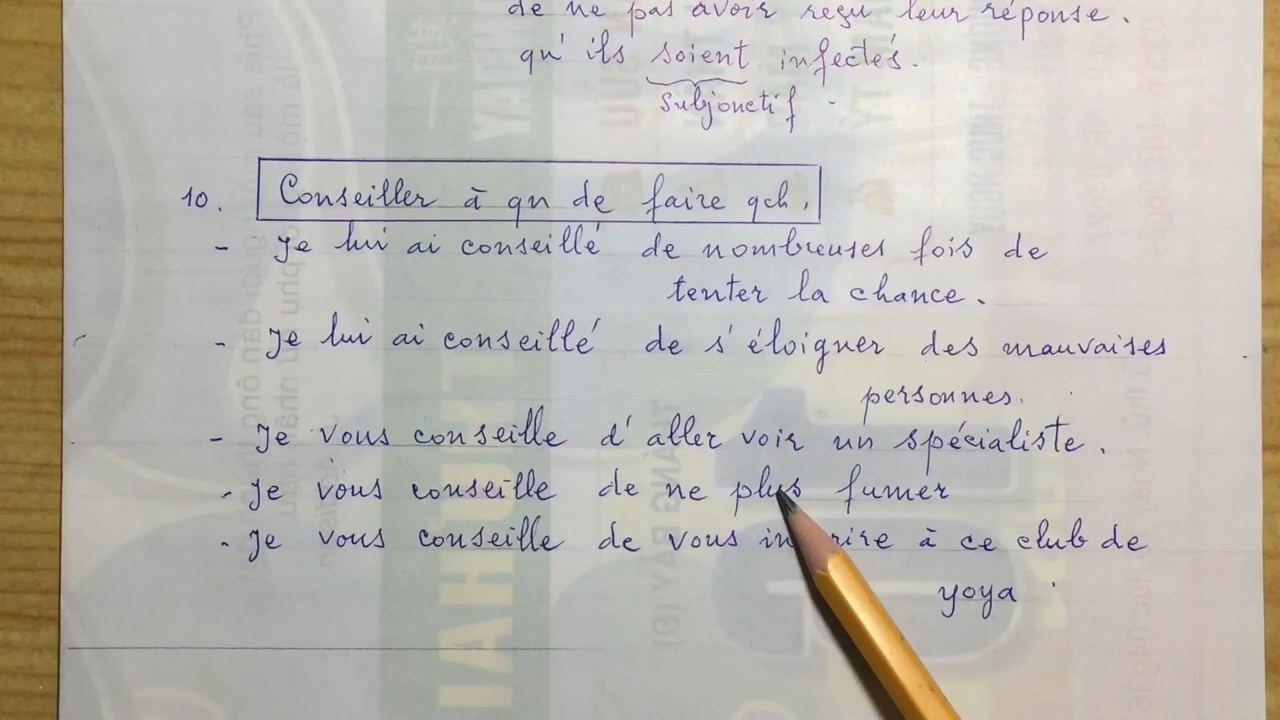 de ne pas avoir reçu leur réponse.
qu'ils soient infectés.
subjonctif.
10. Conseiller à qn de faire qch.
- Je lui ai conseillé de nombreuses fois de
tenter la chance.
- Je lui ai conseillé de s'éloigner des mauvaises
personnes.
- Je vous conseille d'aller voir un spécialiste.
- Je vous conseille de ne plus fumer
- Je vous conseille de vous à ce club de
yoya.